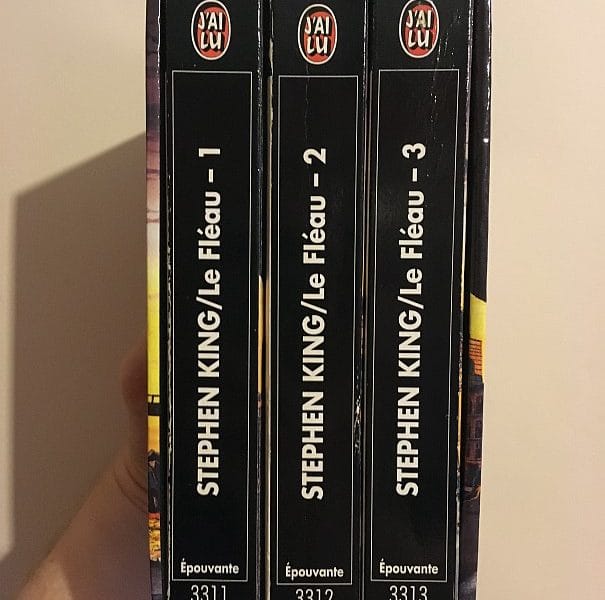 J'AI
LU
STEPHEN KING/Le Fléau – 1
Épouvante
3311
J'AI
LU
STEPHEN KING/Le Fléau – 2
Épouvante
3312
J'AI
LU
STEPHEN KING/Le Fléau – 3
Épouvante
3313